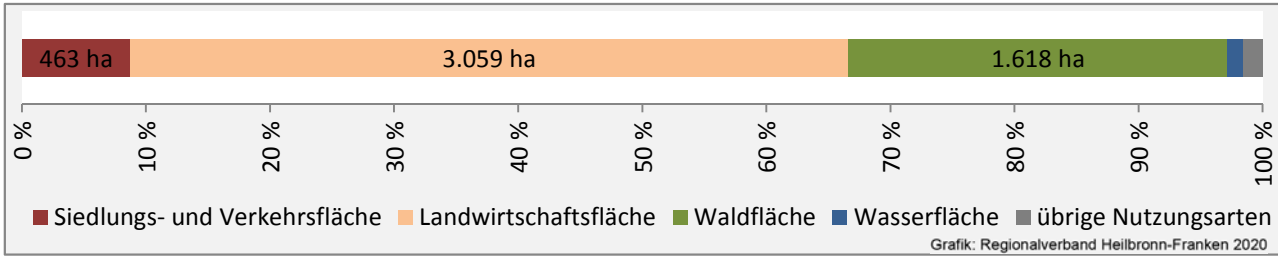 463 ha 3.059 ha 1.618 ha
0 % 10 % 20 % 30 % 40 % 50 % 60 % 70 % 80 % 90 % 100 %
Siedlungs- und Verkehrsfläche Landwirtschaftsfläche Waldfläche Wasserfläche übrige Nutzungsarten
Grafik: Regionalverband Heilbronn-Franken 2020